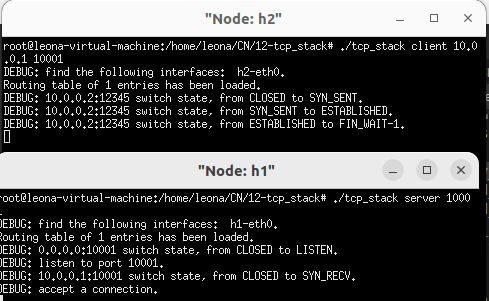 "Node: h2"
root@leona-virtual-machine:/home/leona/CN/12-tcp_stack# ./tcp_stack client 10.0
.0.1 10001
DEBUG: find the following interfaces:  h2-eth0.
Routing table of 1 entries has been loaded.
DEBUG: 10.0.0.2:12345 switch state, from CLOSED to SYN_SENT.
DEBUG: 10.0.0.2:12345 switch state, from SYN_SENT to ESTABLISHED.
DEBUG: 10.0.0.2:12345 switch state, from ESTABLISHED to FIN_WAIT-1.
"Node: h1"
root@leona-virtual-machine:/home/leona/CN/12-tcp_stack# ./tcp_stack server 1000
DEBUG: find the following interfaces:  h1-eth0.
Routing table of 1 entries has been loaded.
DEBUG: 0.0.0.0:10001 switch state, from CLOSED to LISTEN.
DEBUG: listen to port 10001.
DEBUG: 10.0.0.1:10001 switch state, from CLOSED to SYN_RECV.
DEBUG: accept a connection.